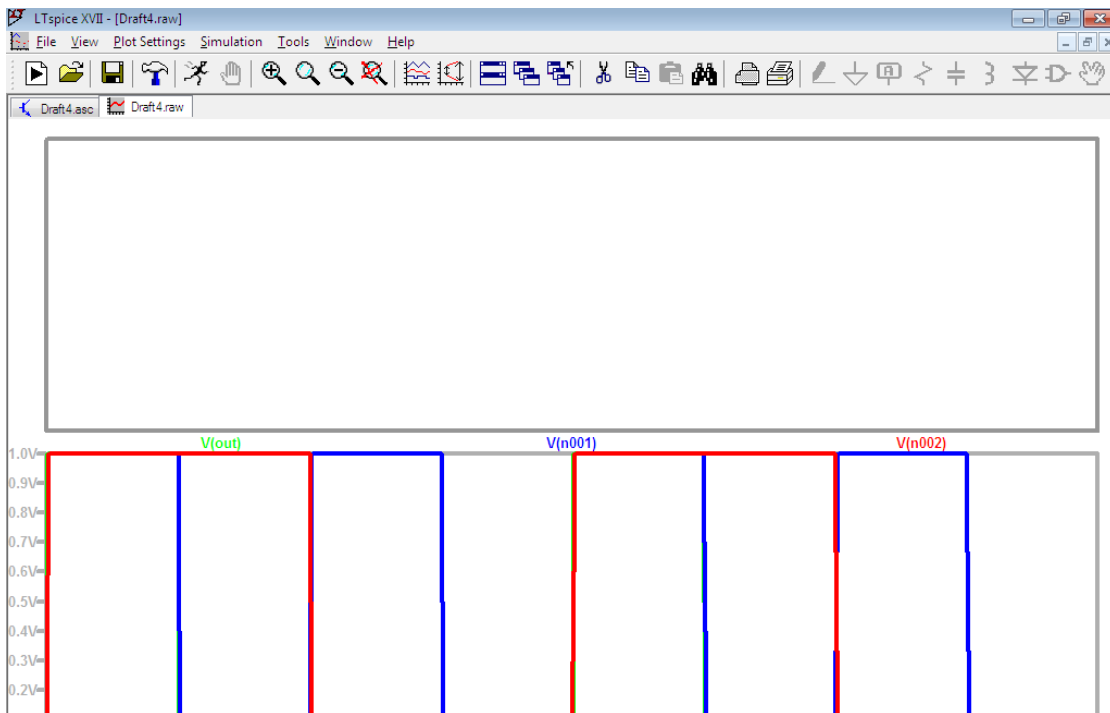 LTspice XVII - [Draft4.raw]
File View Plot Settings Simulation Tools Window Help
Draft4.asc Draft4.raw
V(out) V(n001) V(n002)
1.0V
0.9V
0.8V
0.7V
0.6V
0.5V
0.4V
0.3V
0.2V